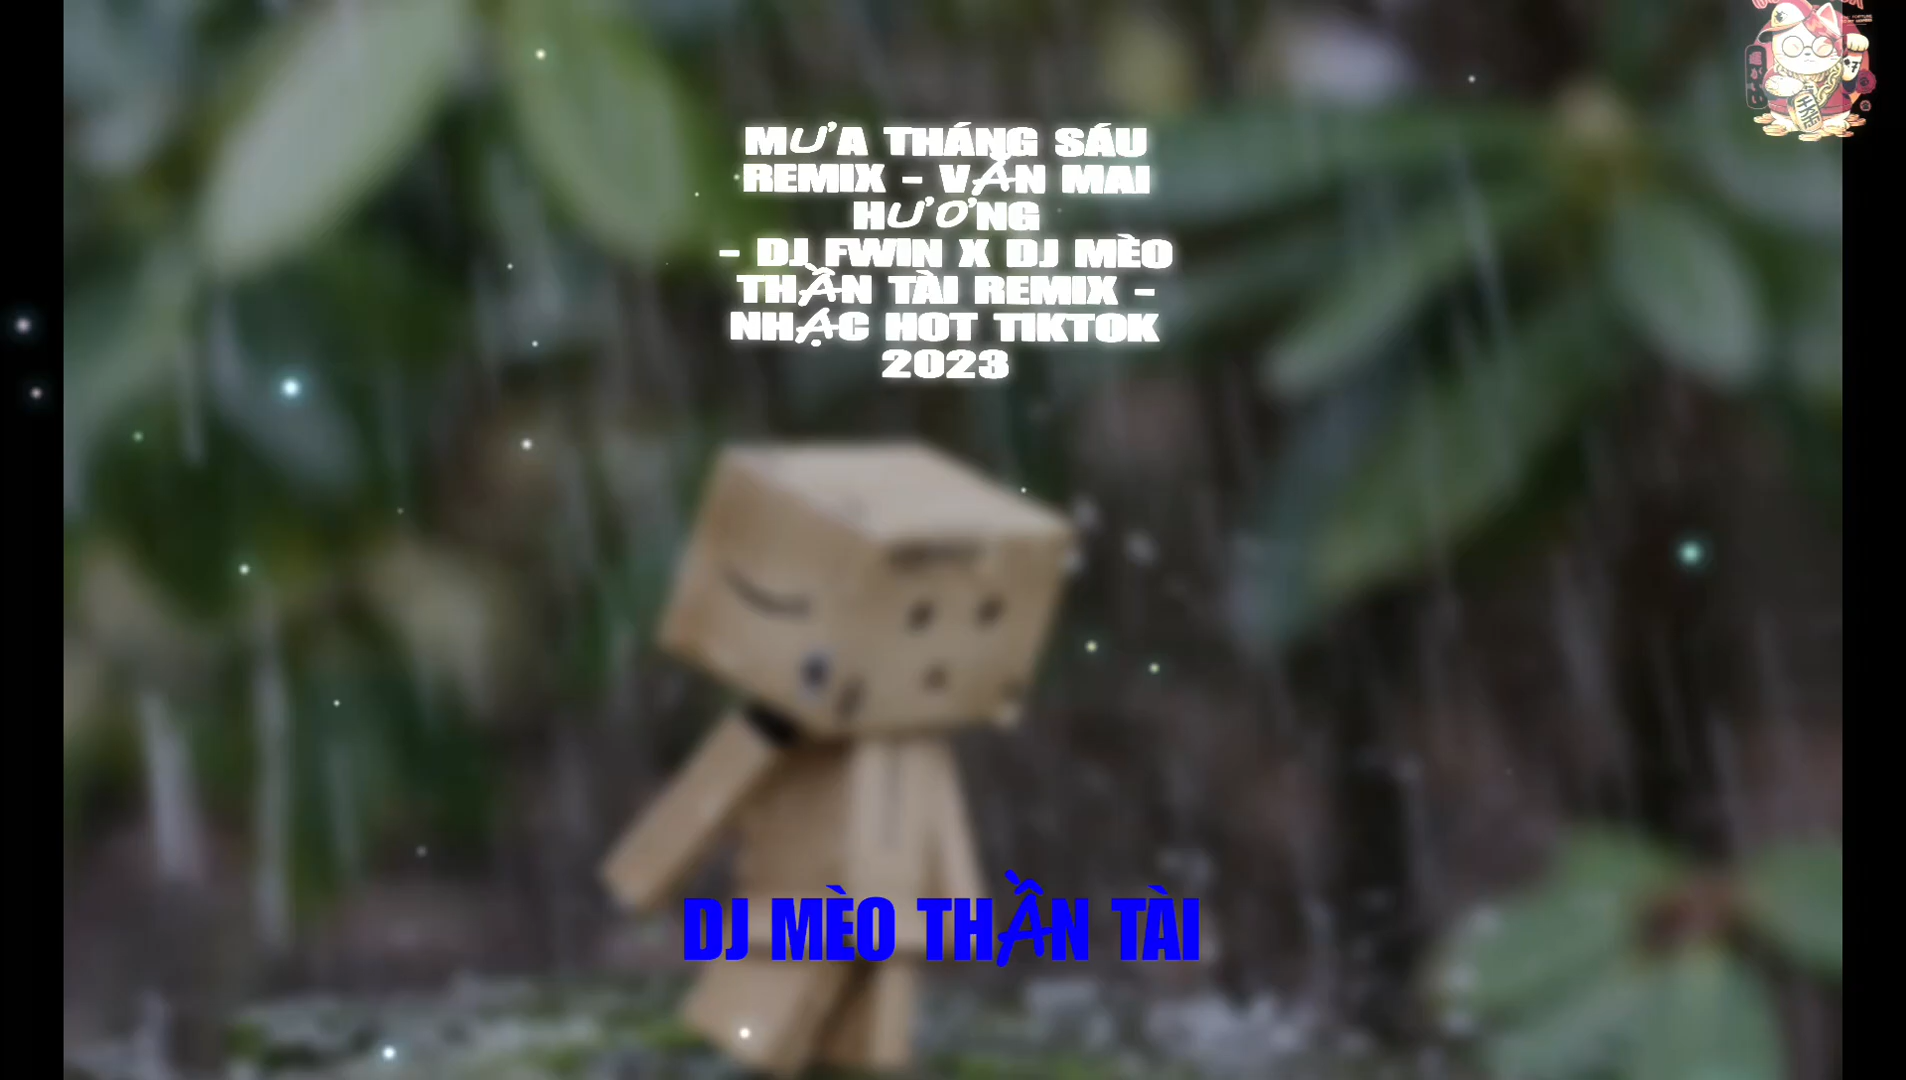 MƯA THÁNG SÁU
REMIX - VĂN MAI
HƯƠNG
- DJ FWIN X DJ MÈO
THẦN TÀI REMIX -
NHẠC HOT TIKTOK
2023
DJ MÈO THẦN TÀI